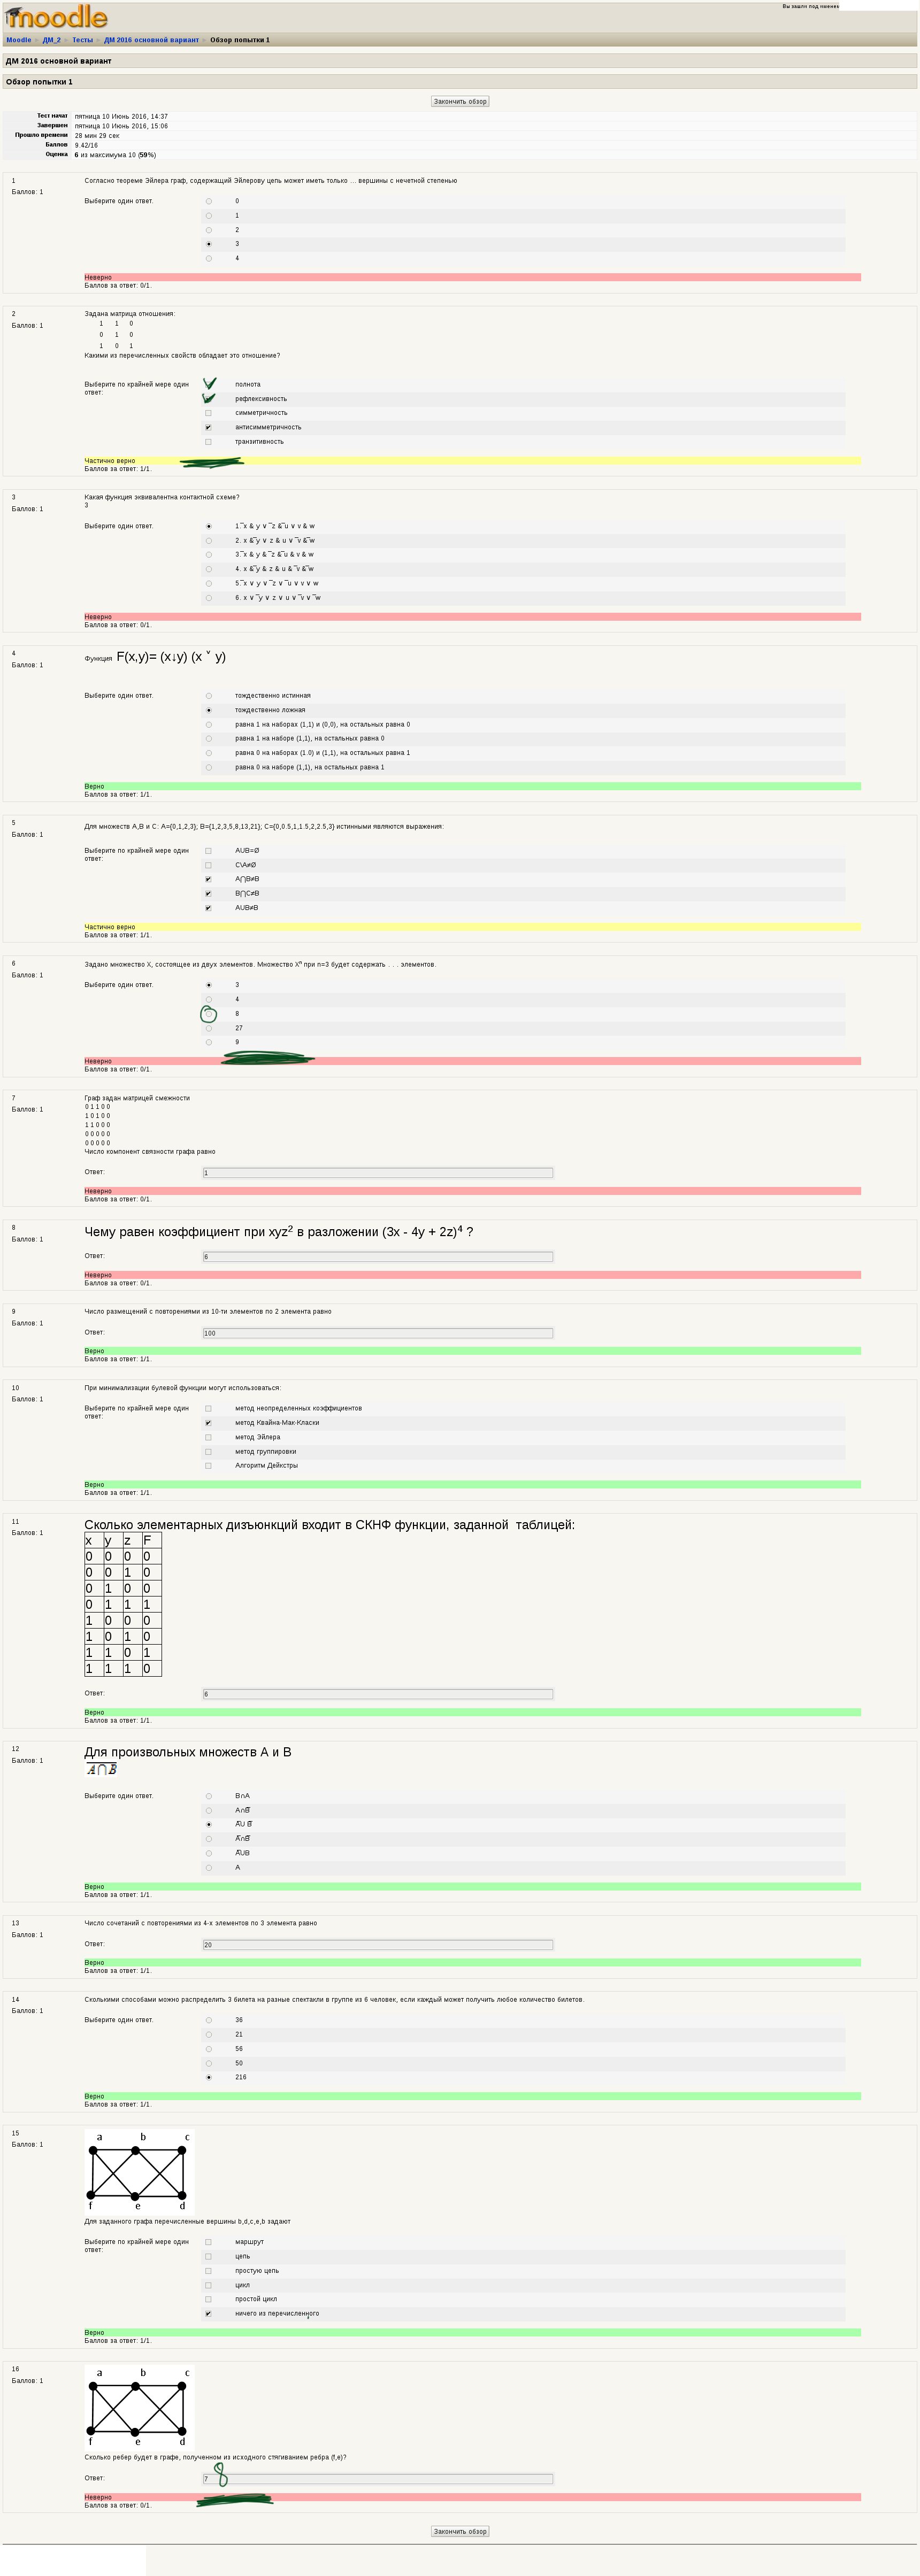 moodle
Вы зашли под именем
Moodle ► ДМ_2 ► Тесты ► ДМ 2016 основной вариант ► Обзор попытки 1
ДМ 2016 основной вариант
Обзор попытки 1
Закончить обзор
Тест начат пятница 10 Июнь 2016, 14:37
Завершен пятница 10 Июнь 2016, 15:06
Прошло времени 28 мин 29 сек
Баллов 9.42/16
Оценка 6 из максимума 10 (59%)
1
Баллов: 1
Согласно теореме Эйлера граф, содержащий Эйлерову цепь может иметь только ... вершины с нечетной степенью
Выберите один ответ.
0
1
2
3
4
Неверно
Баллов за ответ: 0/1.
2
Баллов: 1
Задана матрица отношения:
1 1 0
0 1 0
1 0 1
Какими из перечисленных свойств обладает это отношение?
Выберите по крайней мере один ответ:
полнота
рефлексивность
симметричность
антисимметричность
транзитивность
Частично верно
Баллов за ответ: 1/1.
3
Баллов: 1
Какая функция эквивалентна контактной схеме?
3
Выберите один ответ.
1.‾x & y ∨ ‾z &‾u ∨ v & w
2. x &‾y ∨ z & u ∨ ‾v &‾w
3.‾x & y & ‾z &‾u & v & w
4. x &‾y & z & u & ‾v &‾w
5.‾x ∨ y ∨ ‾z ∨ ‾u ∨ v ∨ w
6. x ∨ ‾y ∨ z ∨ u ∨ ‾v ∨ ‾w
Неверно
Баллов за ответ: 0/1.
4
Баллов: 1
Функция F(x,y)= (x↓y) (x ˅ y)
Выберите один ответ.
тождественно истинная
тождественно ложная
равна 1 на наборах (1,1) и (0,0), на остальных равна 0
равна 1 на наборе (1,1), на остальных равна 0
равна 0 на наборах (1.0) и (1,1), на остальных равна 1
равна 0 на наборе (1,1), на остальных равна 1
Верно
Баллов за ответ: 1/1.
5
Баллов: 1
Для множеств А,В и С: А={0,1,2,3}; В={1,2,3,5,8,13,21}; С={0,0.5,1,1.5,2,2.5,3} истинными являются выражения:
Выберите по крайней мере один ответ:
А∪В=Ø
С\А≠Ø
А⋂В≠В
В⋂С≠В
А∪В≠В
Частично верно
Баллов за ответ: 1/1.
6
Баллов: 1
Задано множество X, состоящее из двух элементов. Множество Xⁿ при n=3 будет содержать . . . элементов.
Выберите один ответ.
3
4
8
27
9
Неверно
Баллов за ответ: 0/1.
7
Баллов: 1
Граф задан матрицей смежности
0 1 1 0 0
1 0 1 0 0
1 1 0 0 0
0 0 0 0 0
0 0 0 0 0
Число компонент связности графа равно
Ответ: 1
Неверно
Баллов за ответ: 0/1.
8
Баллов: 1
Чему равен коэффициент при xyz² в разложении (3x - 4y + 2z)⁴ ?
Ответ: 6
Неверно
Баллов за ответ: 0/1.
9
Баллов: 1
Число размещений с повторениями из 10-ти элементов по 2 элемента равно
Ответ: 100
Верно
Баллов за ответ: 1/1.
10
Баллов: 1
При минимализации булевой функции могут использоваться:
Выберите по крайней мере один ответ:
метод неопределенных коэффициентов
метод Квайна-Мак-Класки
метод Эйлера
метод группировки
Алгоритм Дейкстры
Верно
Баллов за ответ: 1/1.
11
Баллов: 1
Сколько элементарных дизъюнкций входит в СКНФ функции, заданной таблицей:
x y z F
0 0 0 0
0 0 1 0
0 1 0 0
0 1 1 1
1 0 0 0
1 0 1 0
1 1 0 1
1 1 1 0
Ответ: 6
Верно
Баллов за ответ: 1/1.
12
Баллов: 1
Для произвольных множеств А и В
A̅⋂̅B̅
Выберите один ответ.
В∩А
А∩В̅
А̅∪ В̅
А̅∩В̅
А̅∪В
А
Верно
Баллов за ответ: 1/1.
13
Баллов: 1
Число сочетаний с повторениями из 4-х элементов по 3 элемента равно
Ответ: 20
Верно
Баллов за ответ: 1/1.
14
Баллов: 1
Сколькими способами можно распределить 3 билета на разные спектакли в группе из 6 человек, если каждый может получить любое количество билетов.
Выберите один ответ.
36
21
56
50
216
Верно
Баллов за ответ: 1/1.
15
Баллов: 1
a b c
f e d
Для заданного графа перечисленные вершины b,d,c,e,b задают
Выберите по крайней мере один ответ:
маршрут
цепь
простую цепь
цикл
простой цикл
ничего из перечисленного
Верно
Баллов за ответ: 1/1.
16
Баллов: 1
a b c
f e d
Сколько ребер будет в графе, полученном из исходного стягиванием ребра (f,e)?
8
Ответ: 7
Неверно
Баллов за ответ: 0/1.
Закончить обзор